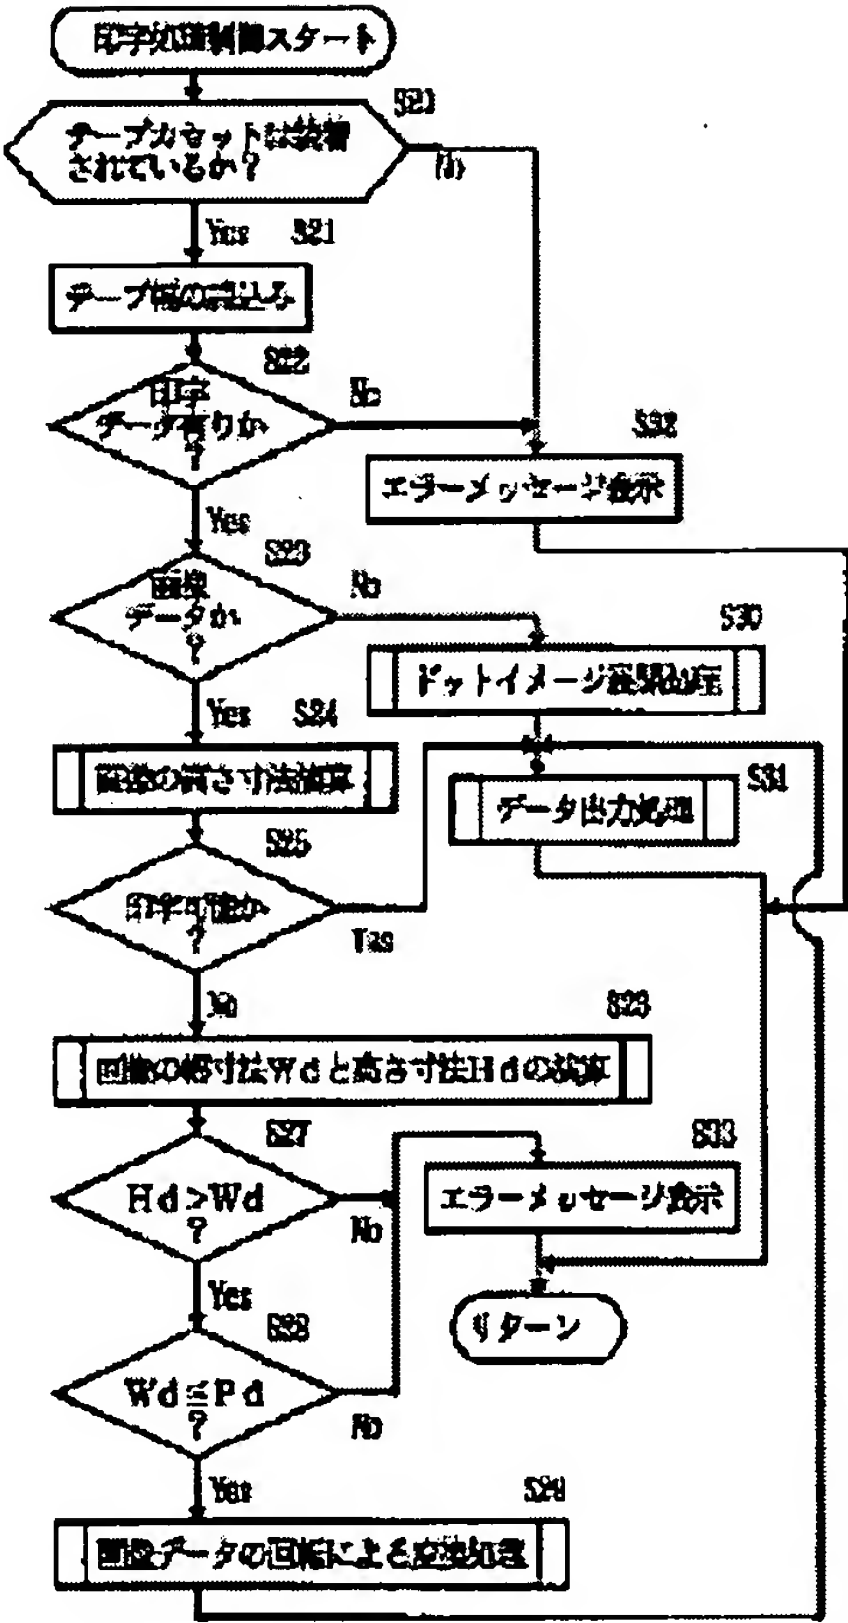 印字処理制御スタート
テープカセットは装着
されているか?
No
Yes
S21
テープ幅の読込み
S22
印字
データ有りか
?
No
S32
エラーメッセージ表示
Yes
S23
画像
データか
?
No
S30
ドットイメージ展開処理
Yes
S24
画像の高さ寸法演算
S31
データ出力処理
S25
印字可能か
?
Yes
No
画像の幅寸法Wdと高さ寸法Hdの演算
S27
S33
Hd>Wd
?
No
エラーメッセージ表示
Yes
S28
リターン
Wd≦Pd
?
No
Yes
S29
画像データの回転による変換処理